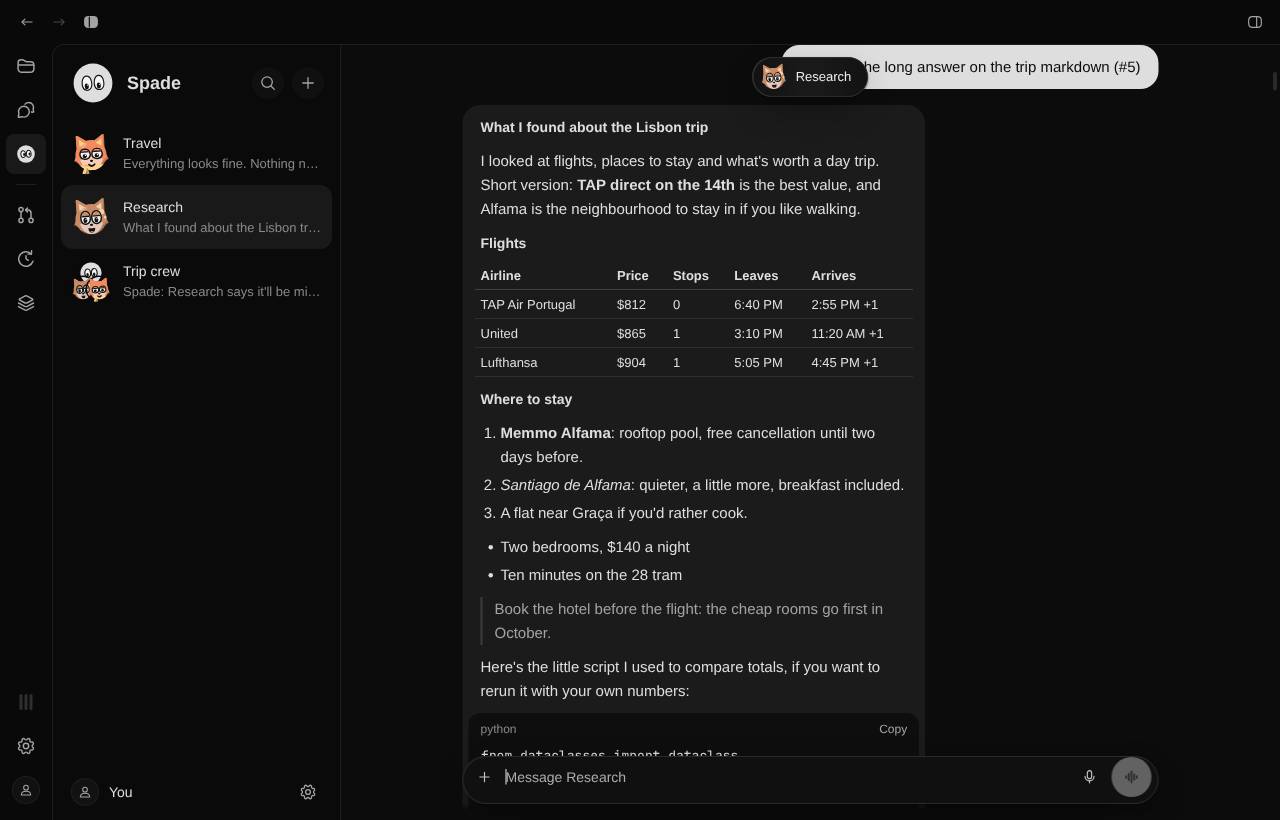 he long answer on the trip markdown (#5)
Research
Spade
Travel
Everything looks fine. Nothing n…
Research
What I found about the Lisbon tr…
Trip crew
Spade: Research says it'll be mi…
You
What I found about the Lisbon trip
I looked at flights, places to stay and what's worth a day trip.
Short version: TAP direct on the 14th is the best value, and
Alfama is the neighbourhood to stay in if you like walking.
Flights
Airline Price Stops Leaves Arrives
TAP Air Portugal $812 0 6:40 PM 2:55 PM +1
United $865 1 3:10 PM 11:20 AM +1
Lufthansa $904 1 5:05 PM 4:45 PM +1
Where to stay
1. Memmo Alfama: rooftop pool, free cancellation until two
days before.
2. Santiago de Alfama: quieter, a little more, breakfast included.
3. A flat near Graça if you'd rather cook.
• Two bedrooms, $140 a night
• Ten minutes on the 28 tram
Book the hotel before the flight: the cheap rooms go first in
October.
Here's the little script I used to compare totals, if you want to
rerun it with your own numbers:
python Copy
from dataclasses import dataclass
Message Research